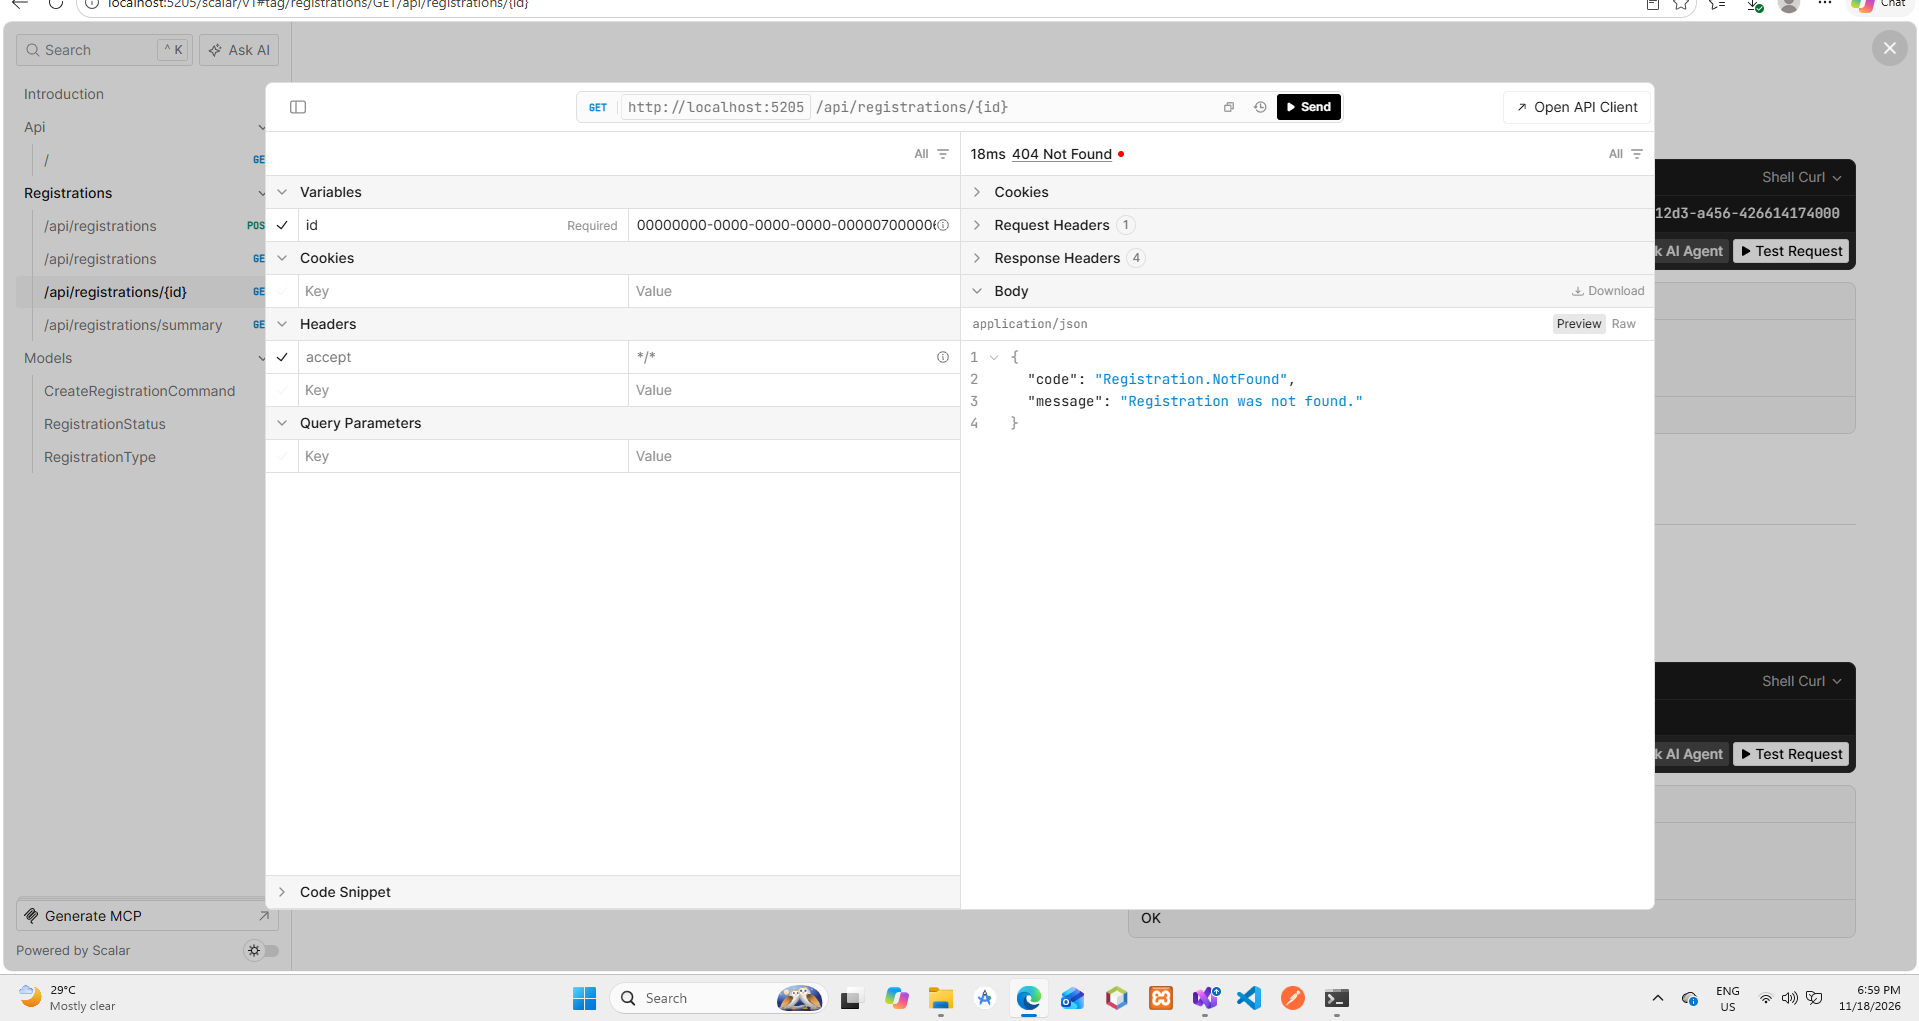 localhost:5205/scalar/v1#tag/registrations/GET/api/registrations/{id}
Chat
Search
^ K
Ask AI
Introduction
Api
/
GE
Registrations
/api/registrations
POS
/api/registrations
GE
/api/registrations/{id}
GE
/api/registrations/summary
GE
Models
CreateRegistrationCommand
RegistrationStatus
RegistrationType
Generate MCP
Powered by Scalar
GET
http://localhost:5205
/api/registrations/{id}
Send
Open API Client
All
Variables
id
Required
00000000-0000-0000-0000-00000700000
Cookies
Key
Value
Headers
accept
*/*
Key
Value
Query Parameters
Key
Value
Code Snippet
18ms 404 Not Found
All
Cookies
Request Headers 1
Response Headers 4
Body
Download
application/json
Preview
Raw
1 {
2 "code": "Registration.NotFound",
3 "message": "Registration was not found."
4 }
Shell Curl
12d3-a456-426614174000
k AI Agent
Test Request
Shell Curl
k AI Agent
Test Request
OK
29°C
Mostly clear
Search
ENG
US
6:59 PM
11/18/2026